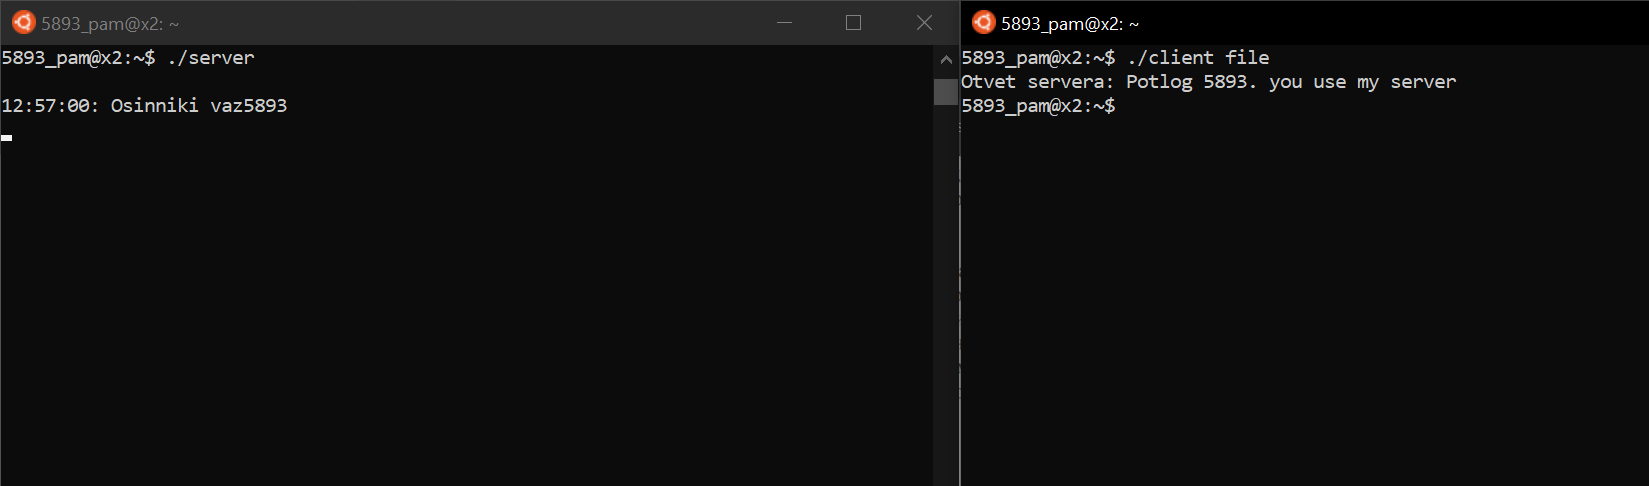 5893_pam@x2: ~
5893_pam@x2:~$ ./server
12:57:00: Osinniki vaz5893
5893_pam@x2: ~
5893_pam@x2:~$ ./client file
Otvet servera: Potlog 5893. you use my server
5893_pam@x2:~$